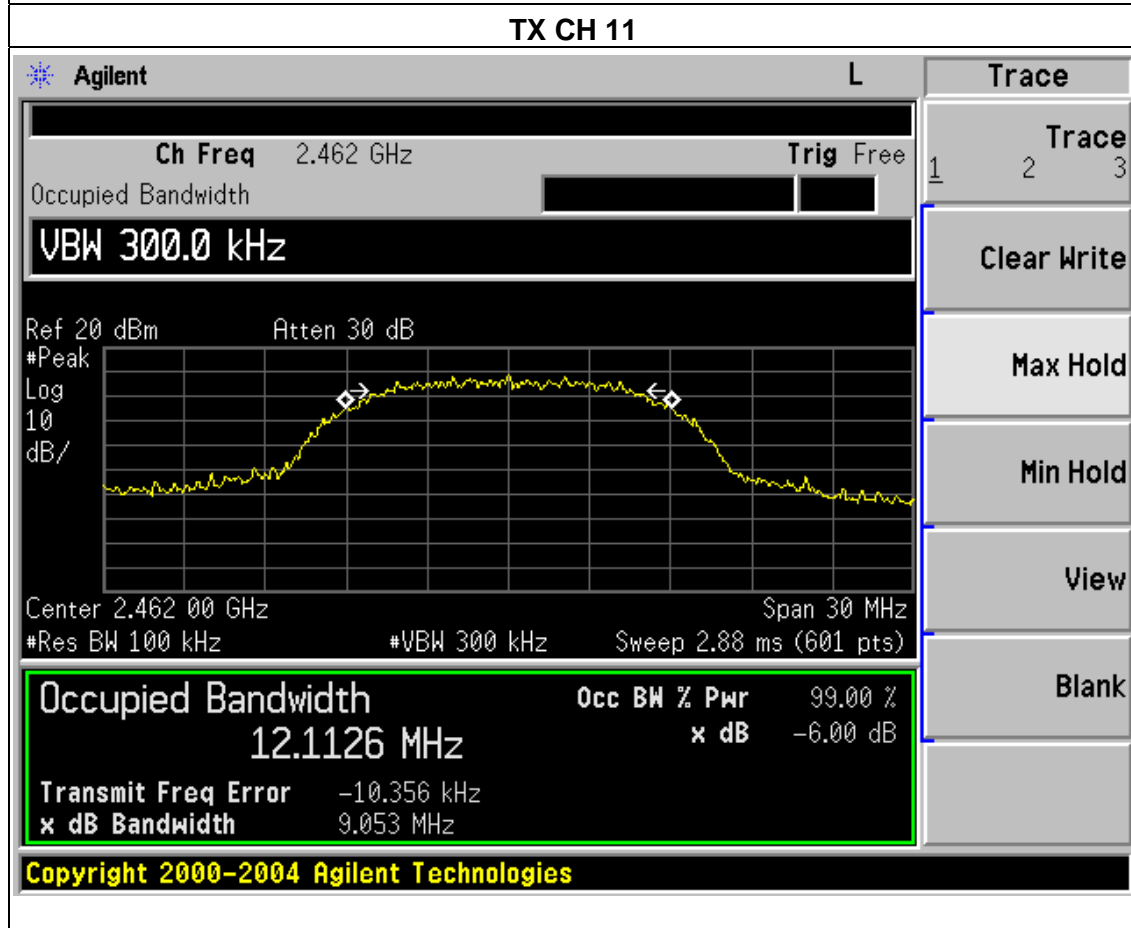 TX CH 11
Agilent L Trace
Ch Freq 2.462 GHz Trig Free
Trace
1 2 3
Occupied Bandwidth
VBW 300.0 kHz
Clear Write
Ref 20 dBm Atten 30 dB
#Peak
Log
10
dB/
Max Hold
Min Hold
View
Center 2.462 00 GHz Span 30 MHz
#Res BW 100 kHz #VBW 300 kHz Sweep 2.88 ms (601 pts)
Occupied Bandwidth Occ BW % Pwr 99.00 %
12.1126 MHz x dB -6.00 dB
Blank
Transmit Freq Error -10.356 kHz
x dB Bandwidth 9.053 MHz
Copyright 2000-2004 Agilent Technologies